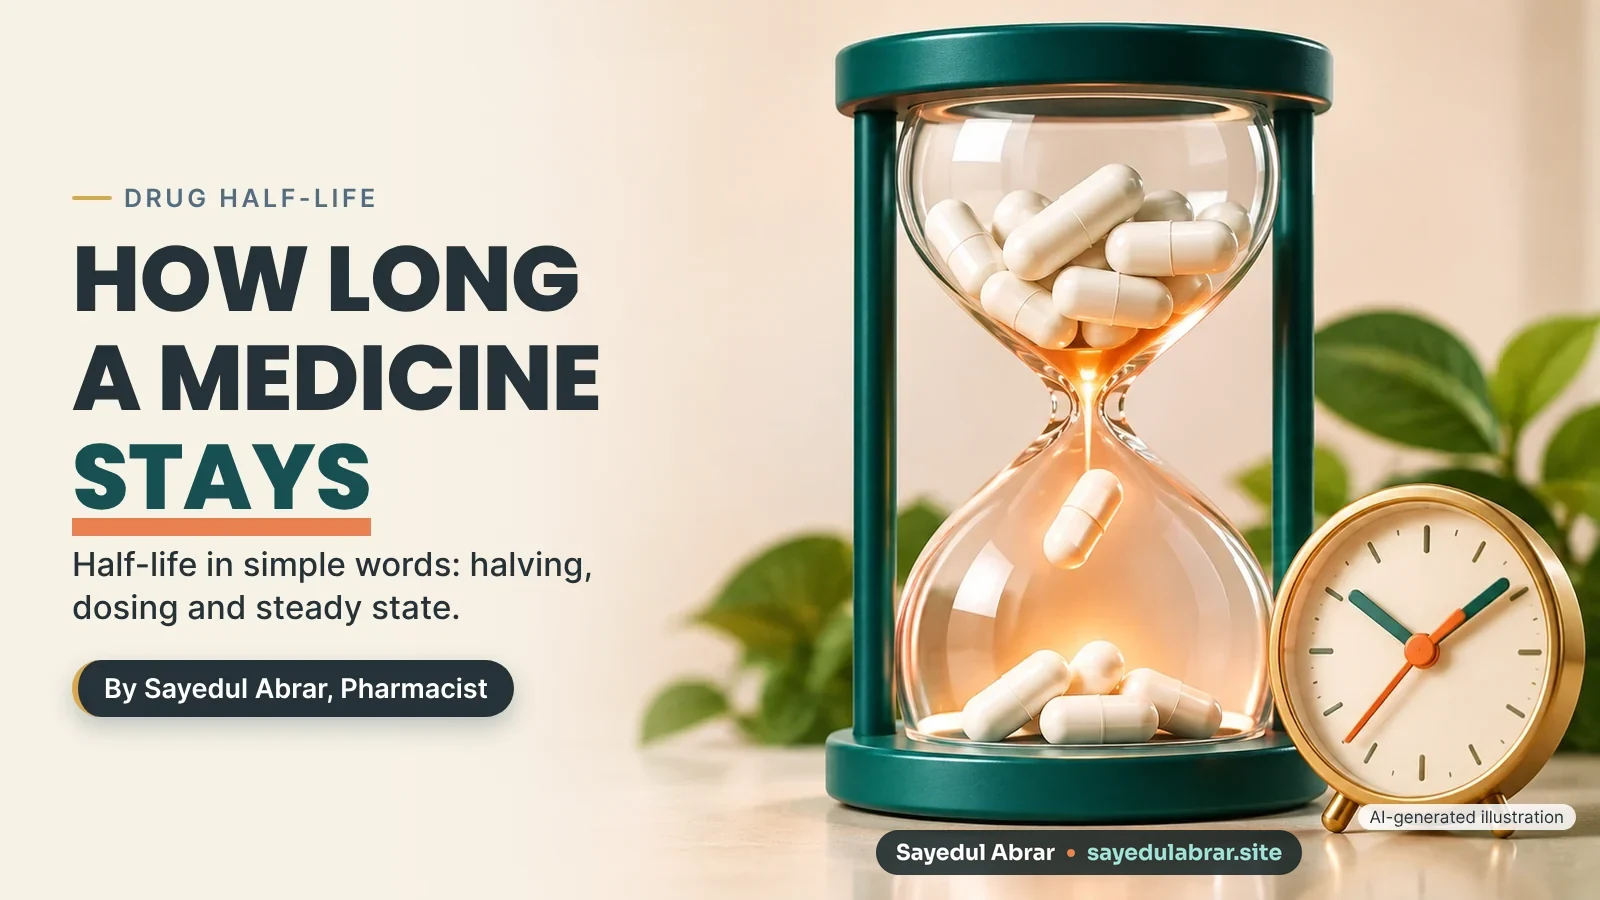 DRUG HALF-LIFE
HOW LONG
A MEDICINE
STAYS
Half-life in simple words: halving,
dosing and steady state.
By Sayedul Abrar, Pharmacist
AI-generated illustration
Sayedul Abrar • sayedulabrar.site